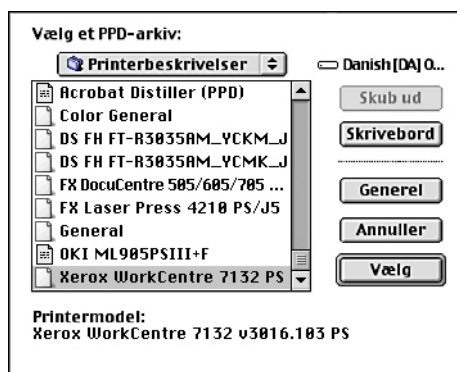 Vælg et PPD-arkiv:
Printerbeskrivelser
Danish [DA] O...
Acrobat Distiller (PPD)
Color General
DS FH FT-R3035AM_YCKM_J
DS FH FT-R3035AM_YCMK_J
FX DocuCentre 505/605/705 ...
FX Laser Press 4210 PS/J5
General
OKI ML905PSIII+F
Xerox WorkCentre 7132 PS
Skub ud
Skrivebord
Generel
Annuller
Vælg
Printermodel:
Xerox WorkCentre 7132 v3016.103 PS